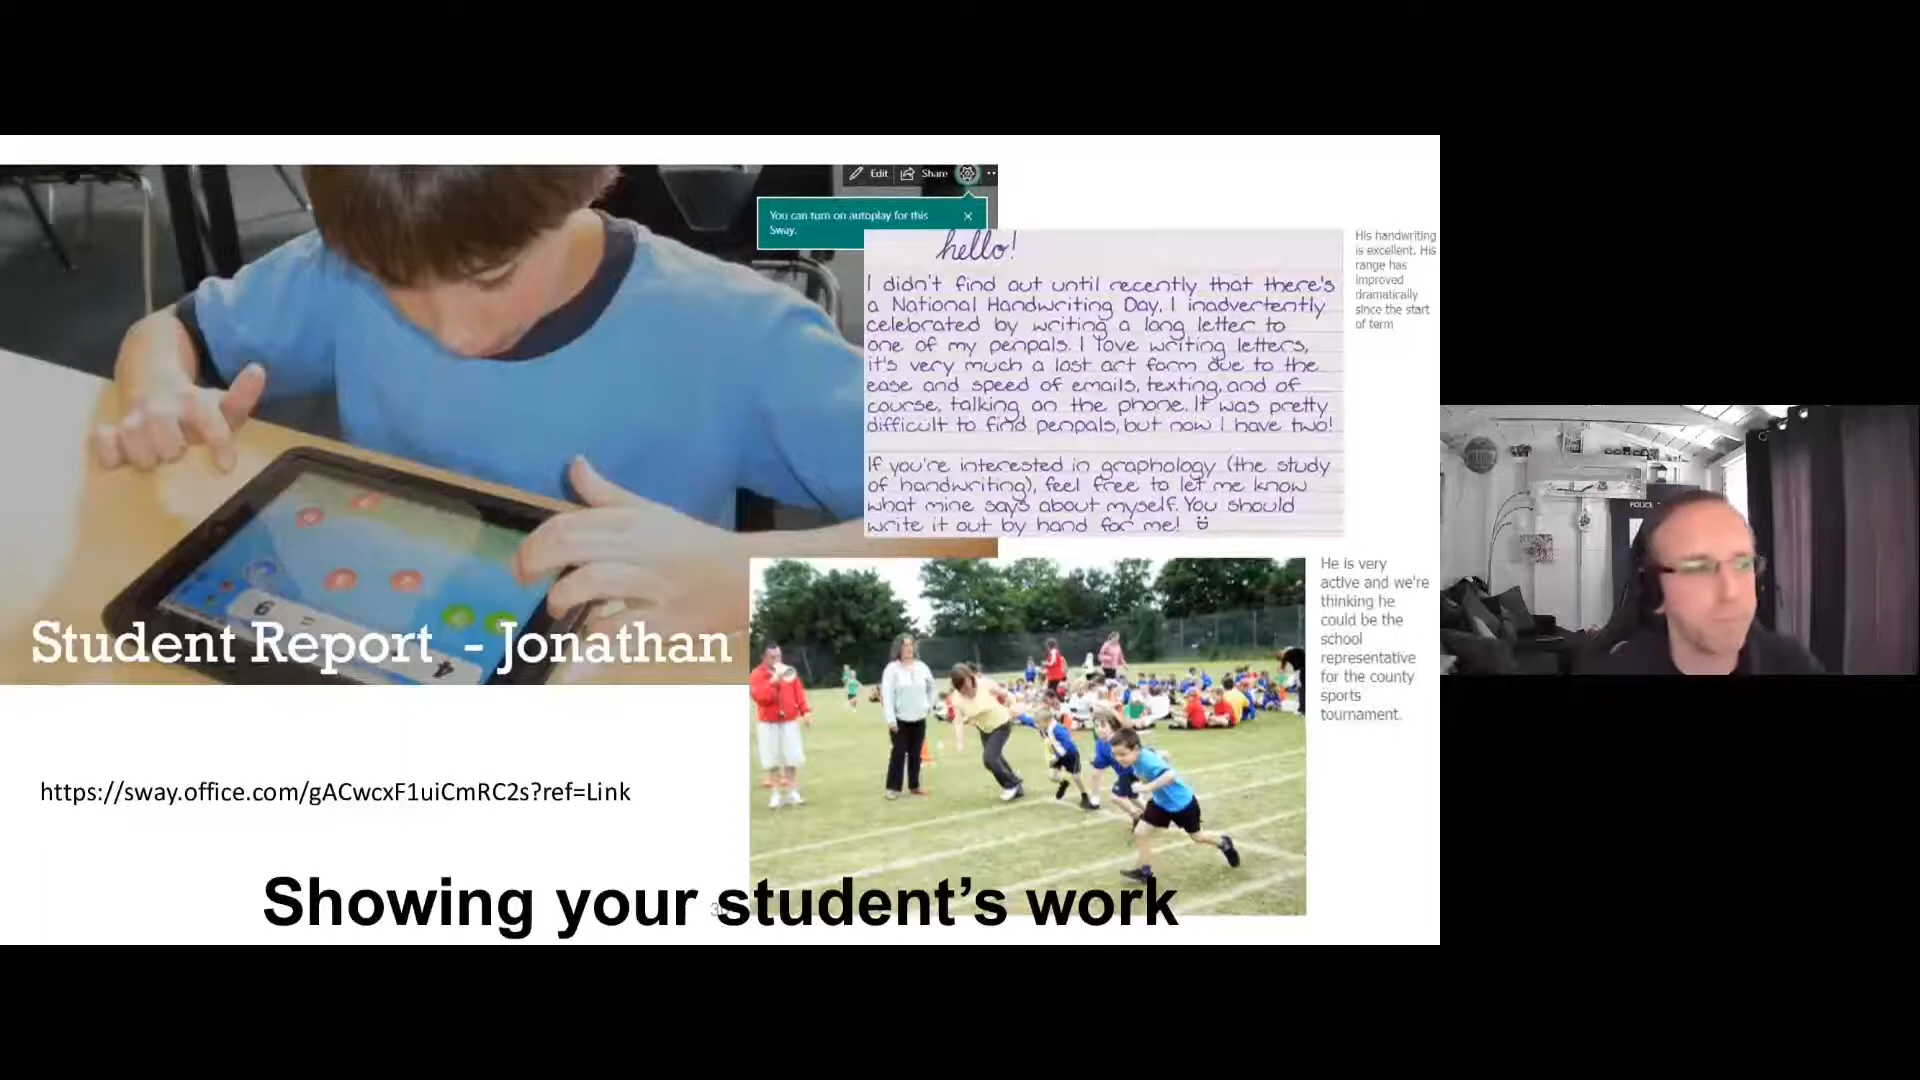 Edit Share
You can turn on autoplay for this
Sway.
hello!
I didn't find out until recently that there's
a National Handwriting Day. I inadvertently
celebrated by writing a long letter to
one of my penpals. I love writing letters,
it's very much a lost art form due to the
ease and speed of emails, texting, and of
course, talking on the phone. It was pretty
difficult to find penpals, but now I have two!
If you're interested in graphology (the study
of handwriting), feel free to let me know
what mine says about myself. You should
write it out by hand for me!
His handwriting
is excellent. His
range has
improved
dramatically
since the start
of term
Student Report - Jonathan
He is very
active and we're
thinking he
could be the
school
representative
for the county
sports
tournament.
https://sway.office.com/gACwcxF1uiCmRC2s?ref=Link
Showing your student's work
POLICE